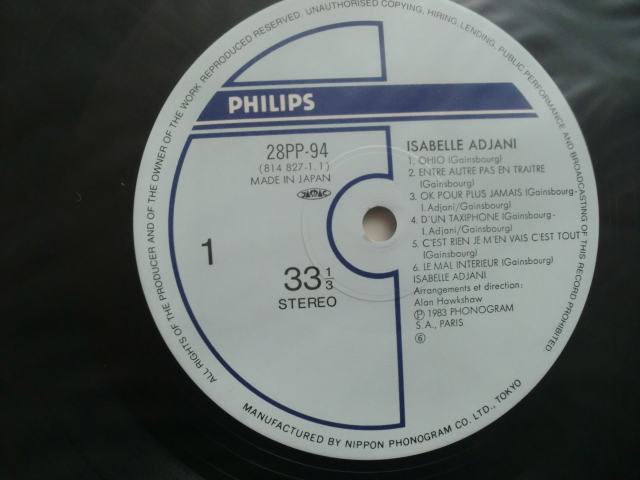 ALL RIGHTS OF THE PRODUCER AND OF THE OWNER OF THE WORK REPRODUCED RESERVED. UNAUTHORISED COPYING, HIRING, LENDING, PUBLIC PERFORMANCE AND BROADCASTING OF THIS RECORD PROHIBITED.
PHILIPS
28PP-94
(814 827-1.1)
MADE IN JAPAN
JASRAC
1
33 1/3
STEREO
ISABELLE ADJANI
1. OHIO (Gainsbourg)
2. ENTRE AUTRE PAS EN TRAITRE
(Gainsbourg)
3. OK POUR PLUS JAMAIS (Gainsbourg-
I.Adjani/Gainsbourg)
4. D'UN TAXIPHONE (Gainsbourg-
I.Adjani/Gainsbourg)
5. C'EST RIEN JE M'EN VAIS C'EST TOUT
(Gainsbourg)
6. LE MAL INTERIEUR (Gainsbourg)
ISABELLE ADJANI
Arrangements et direction:
Alan Hawkshaw
Ⓟ 1983 PHONOGRAM
S.A., PARIS
⑥
MANUFACTURED BY NIPPON PHONOGRAM CO. LTD., TOKYO